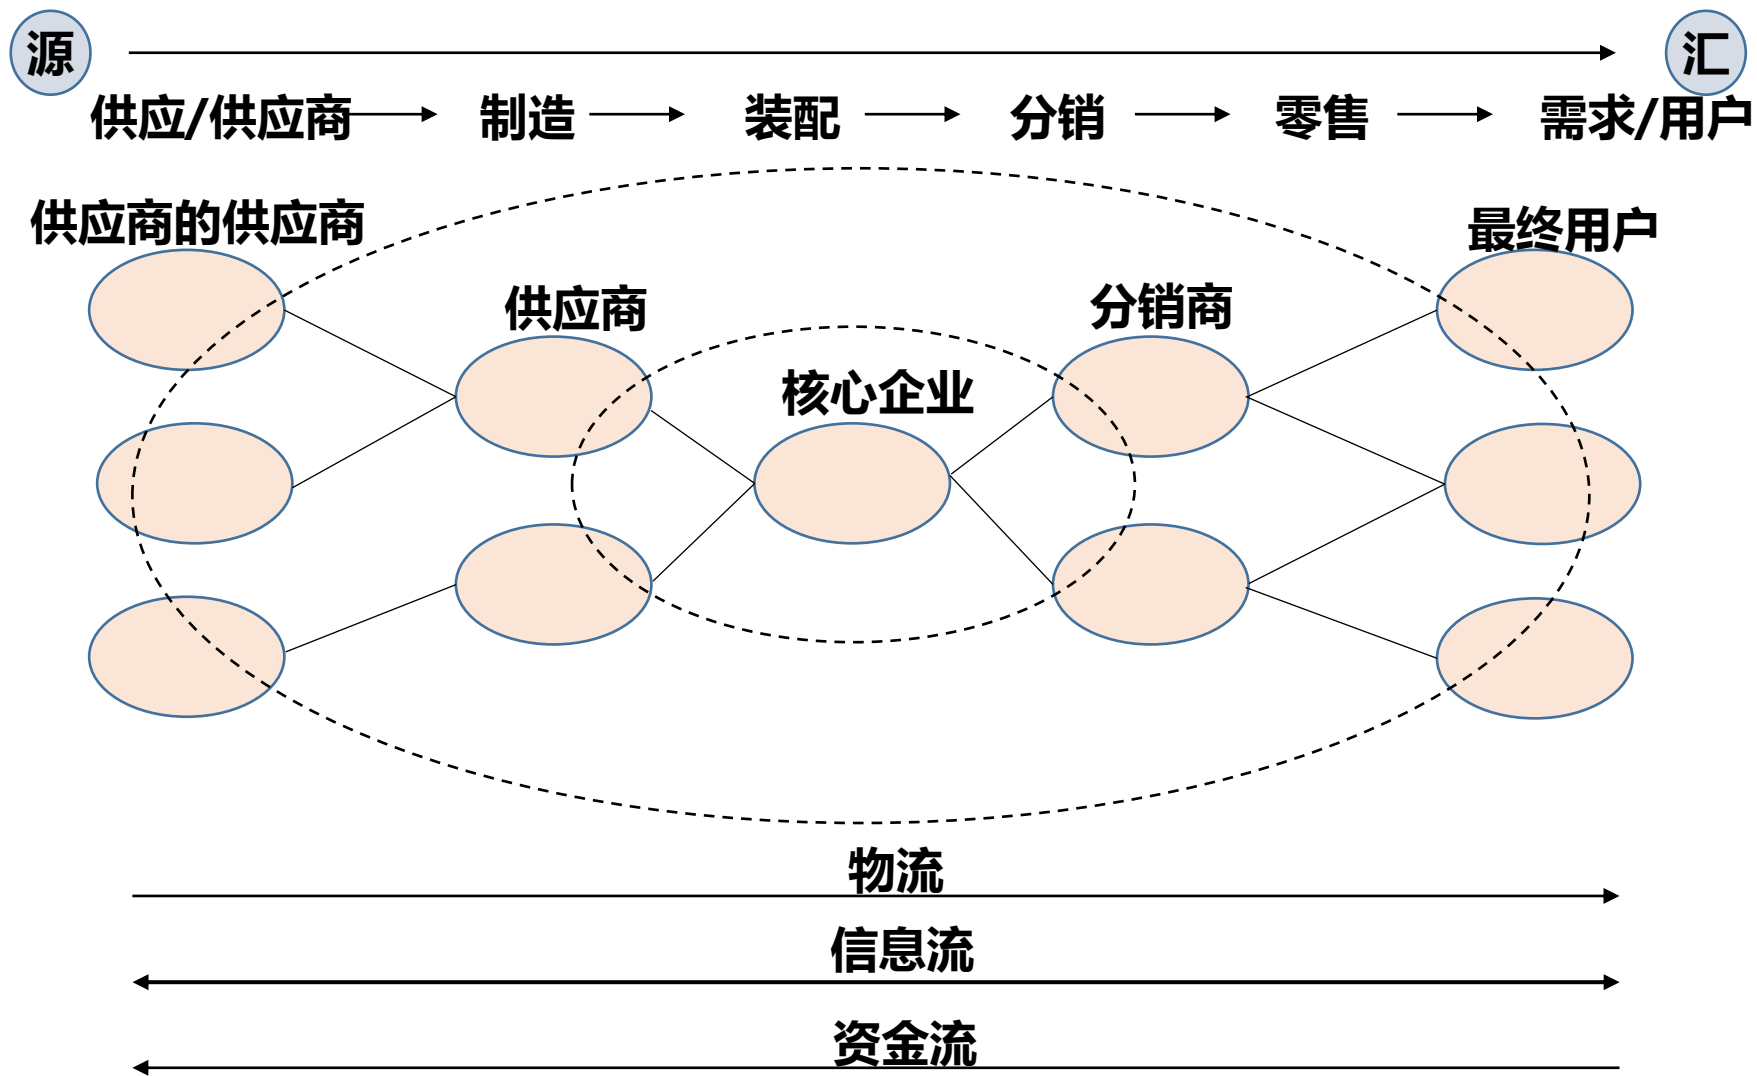 源
汇
供应/供应商
制造
装配
分销
零售
需求/用户
供应商的供应商
最终用户
供应商
分销商
核心企业
物流
信息流
资金流